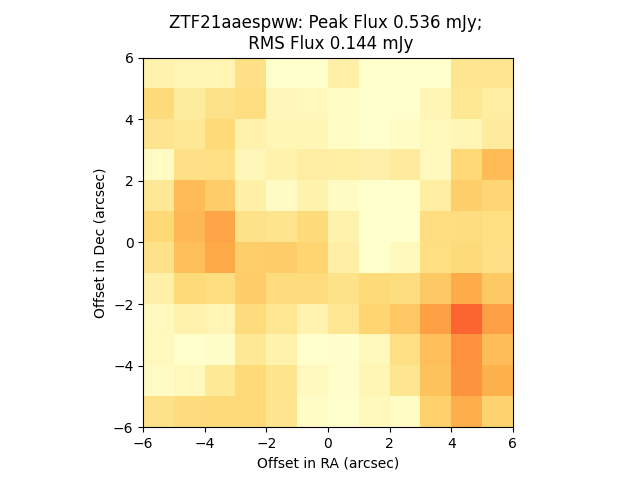 ZTF21aaespww: Peak Flux 0.536 mJy;
RMS Flux 0.144 mJy
6
4
2
0
−2
−4
−6
Offset in Dec (arcsec)
−6 −4 −2 0 2 4 6
Offset in RA (arcsec)